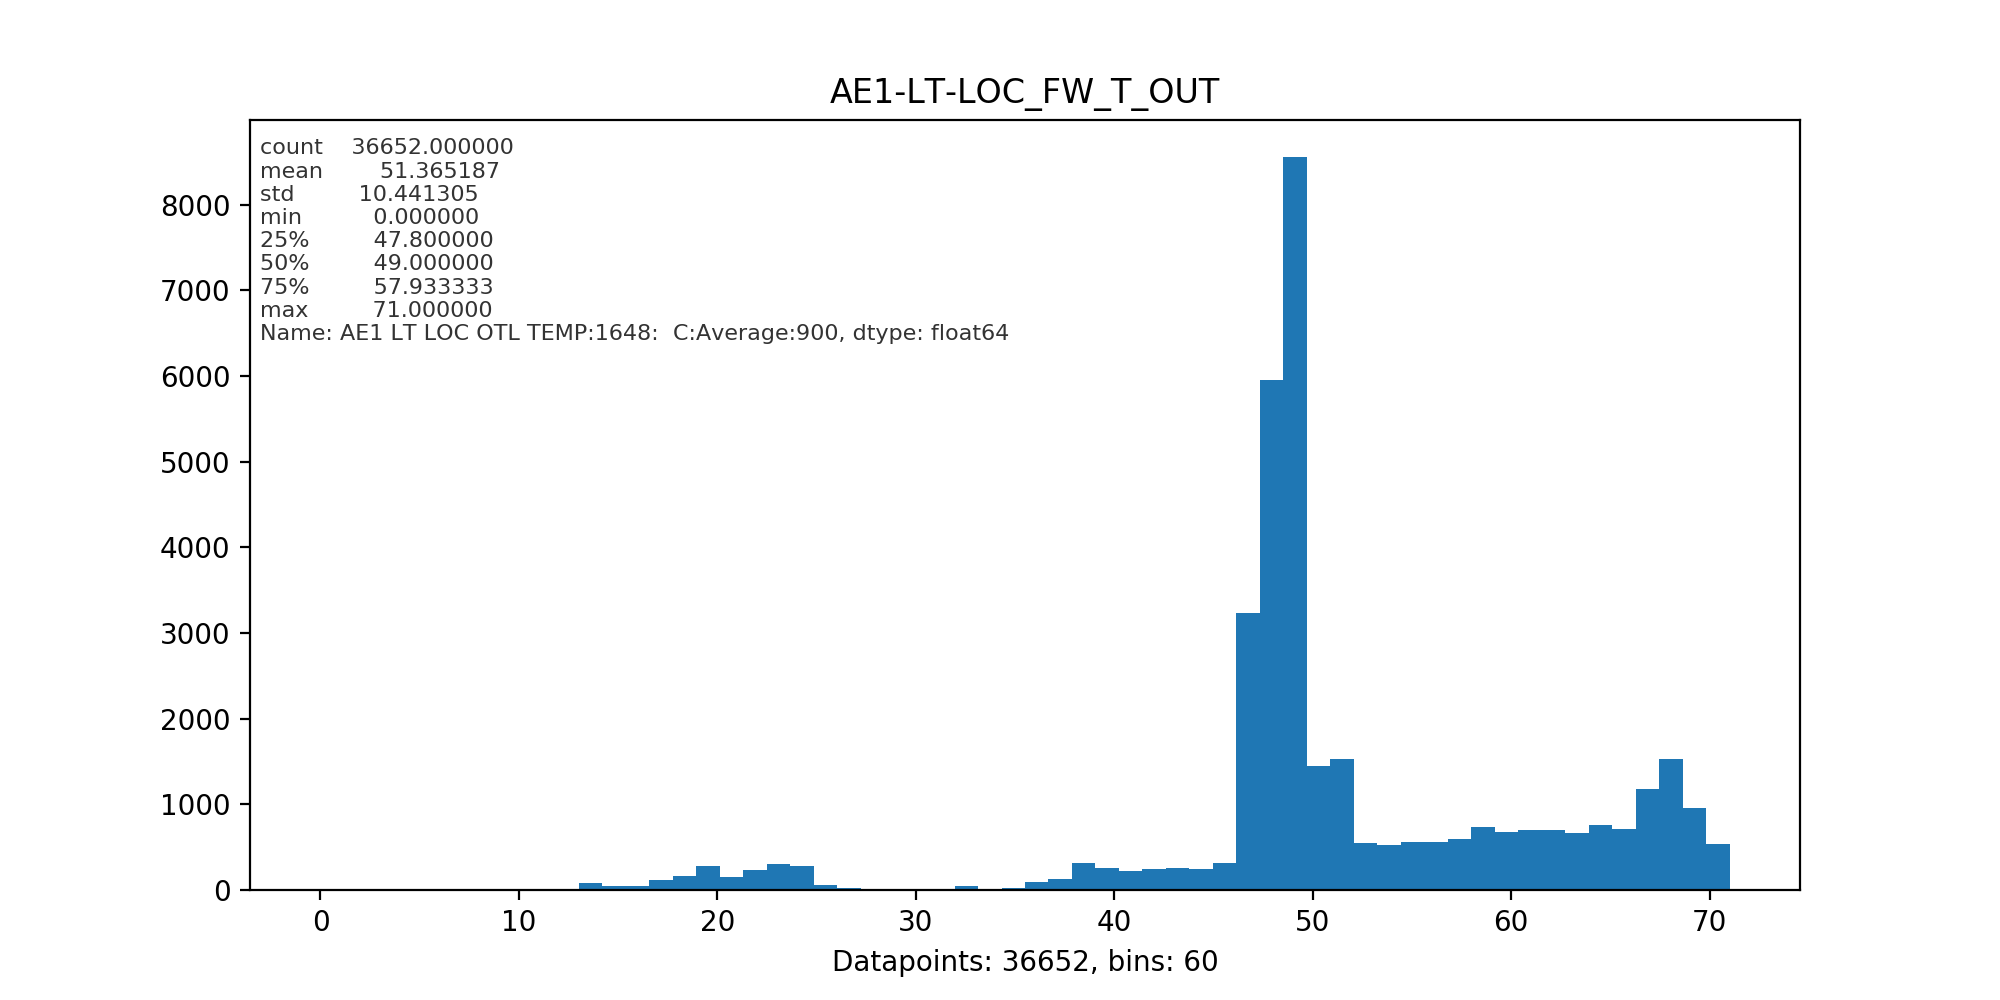 AE1-LT-LOC_FW_T_OUT
count 36652.000000
mean 51.365187
std 10.441305
min 0.000000
25% 47.800000
50% 49.000000
75% 57.933333
max 71.000000
Name: AE1 LT LOC OTL TEMP:1648: C:Average:900, dtype: float64
8000
7000
6000
5000
4000
3000
2000
1000
0
0 10 20 30 40 50 60 70
Datapoints: 36652, bins: 60